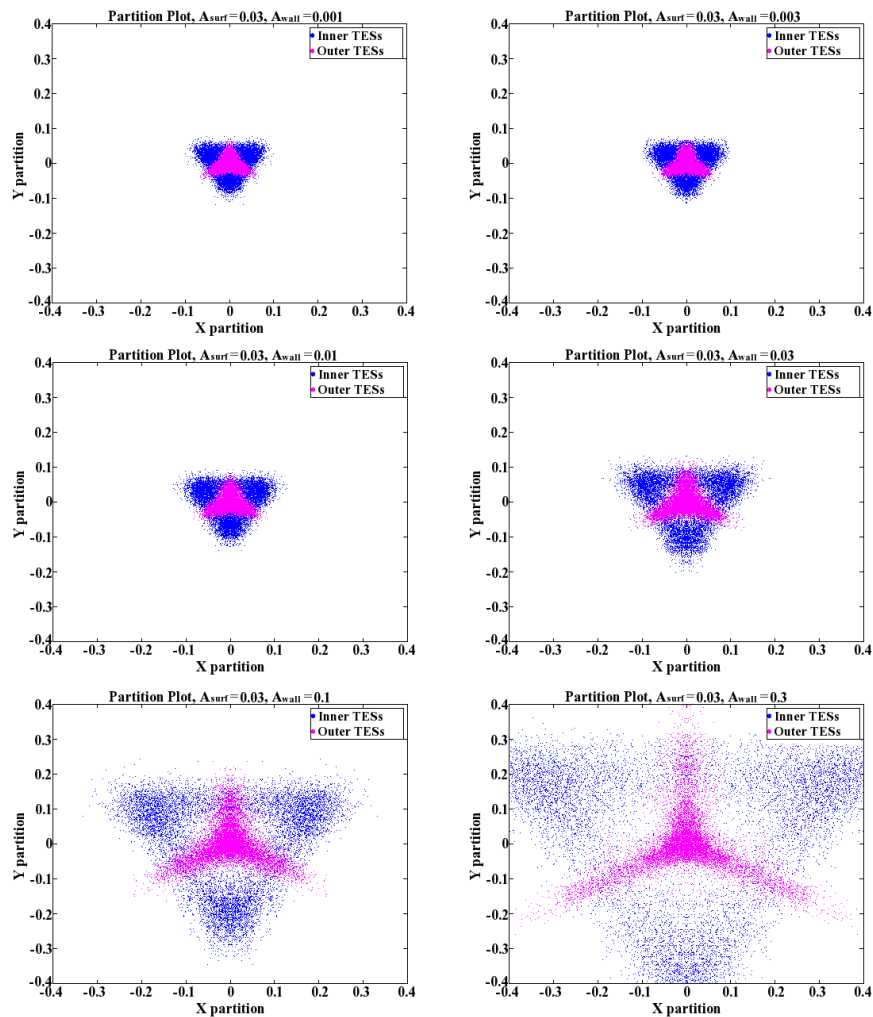 Partition Plot, Asurf=0.03, Awall=0.001
Inner TESs
Outer TESs
0.4
0.3
0.2
0.1
0
-0.1
-0.2
-0.3
-0.4
Y partition
-0.4 -0.3 -0.2 -0.1 0 0.1 0.2 0.3 0.4
X partition
Partition Plot, Asurf=0.03, Awall=0.003
Inner TESs
Outer TESs
0.4
0.3
0.2
0.1
0
-0.1
-0.2
-0.3
-0.4
Y partition
-0.4 -0.3 -0.2 -0.1 0 0.1 0.2 0.3 0.4
X partition
Partition Plot, Asurf=0.03, Awall=0.01
Inner TESs
Outer TESs
0.4
0.3
0.2
0.1
0
-0.1
-0.2
-0.3
-0.4
Y partition
-0.4 -0.3 -0.2 -0.1 0 0.1 0.2 0.3 0.4
X partition
Partition Plot, Asurf=0.03, Awall=0.03
Inner TESs
Outer TESs
0.4
0.3
0.2
0.1
0
-0.1
-0.2
-0.3
-0.4
Y partition
-0.4 -0.3 -0.2 -0.1 0 0.1 0.2 0.3 0.4
X partition
Partition Plot, Asurf=0.03, Awall=0.1
Inner TESs
Outer TESs
0.4
0.3
0.2
0.1
0
-0.1
-0.2
-0.3
-0.4
Y partition
-0.4 -0.3 -0.2 -0.1 0 0.1 0.2 0.3 0.4
X partition
Partition Plot, Asurf=0.03, Awall=0.3
Inner TESs
Outer TESs
0.4
0.3
0.2
0.1
0
-0.1
-0.2
-0.3
-0.4
Y partition
-0.4 -0.3 -0.2 -0.1 0 0.1 0.2 0.3 0.4
X partition